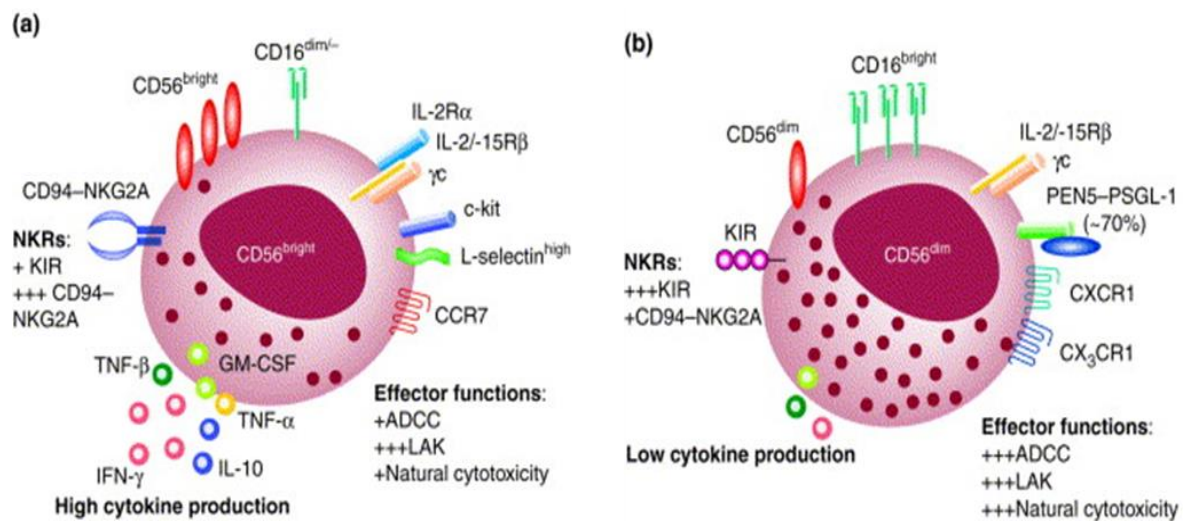 (a)
CD16dim/–
CD56bright
IL-2Rα
IL-2/-15Rβ
γc
CD94–NKG2A
c-kit
NKRs:
+ KIR
+++ CD94–
NKG2A
CD56bright
L-selectinhigh
CCR7
TNF-β
GM-CSF
TNF-α
IFN-γ
IL-10
Effector functions:
+ADCC
+++LAK
+Natural cytotoxicity
High cytokine production
(b)
CD16bright
CD56dim
IL-2/-15Rβ
γc
PEN5–PSGL-1
(~70%)
KIR
NKRs:
+++KIR
+CD94–NKG2A
CD56dim
CXCR1
CX3CR1
Low cytokine production
Effector functions:
+++ADCC
+++LAK
+++Natural cytotoxicity